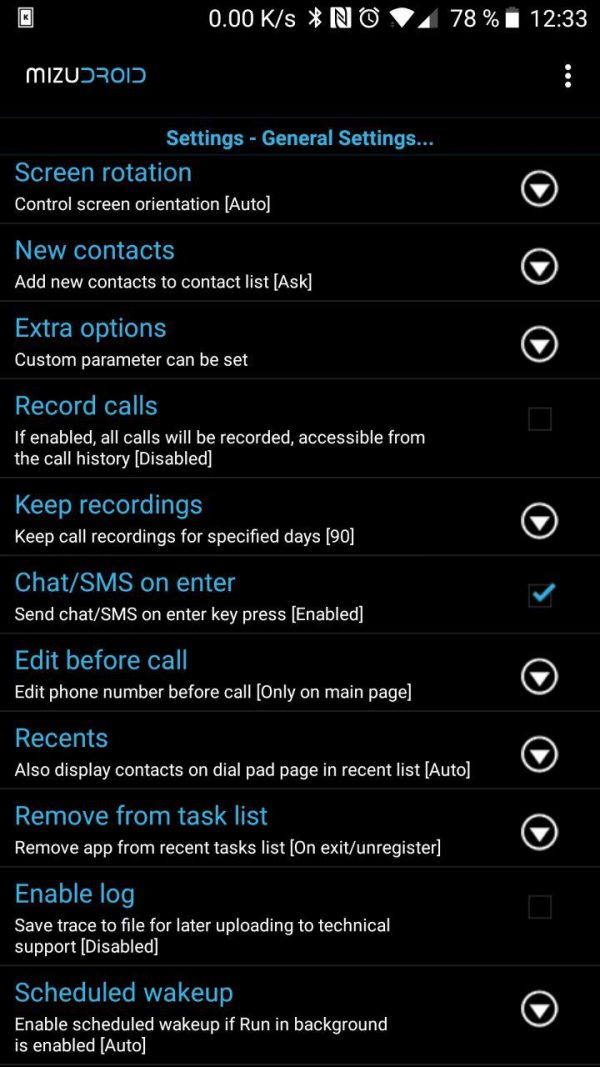 0.00 K/s 78 % 12:33
MIZUDROID
Settings - General Settings...
Screen rotation
Control screen orientation [Auto]
New contacts
Add new contacts to contact list [Ask]
Extra options
Custom parameter can be set
Record calls
If enabled, all calls will be recorded, accessible from
the call history [Disabled]
Keep recordings
Keep call recordings for specified days [90]
Chat/SMS on enter
Send chat/SMS on enter key press [Enabled]
Edit before call
Edit phone number before call [Only on main page]
Recents
Also display contacts on dial pad page in recent list [Auto]
Remove from task list
Remove app from recent tasks list [On exit/unregister]
Enable log
Save trace to file for later uploading to technical
support [Disabled]
Scheduled wakeup
Enable scheduled wakeup if Run in background
is enabled [Auto]